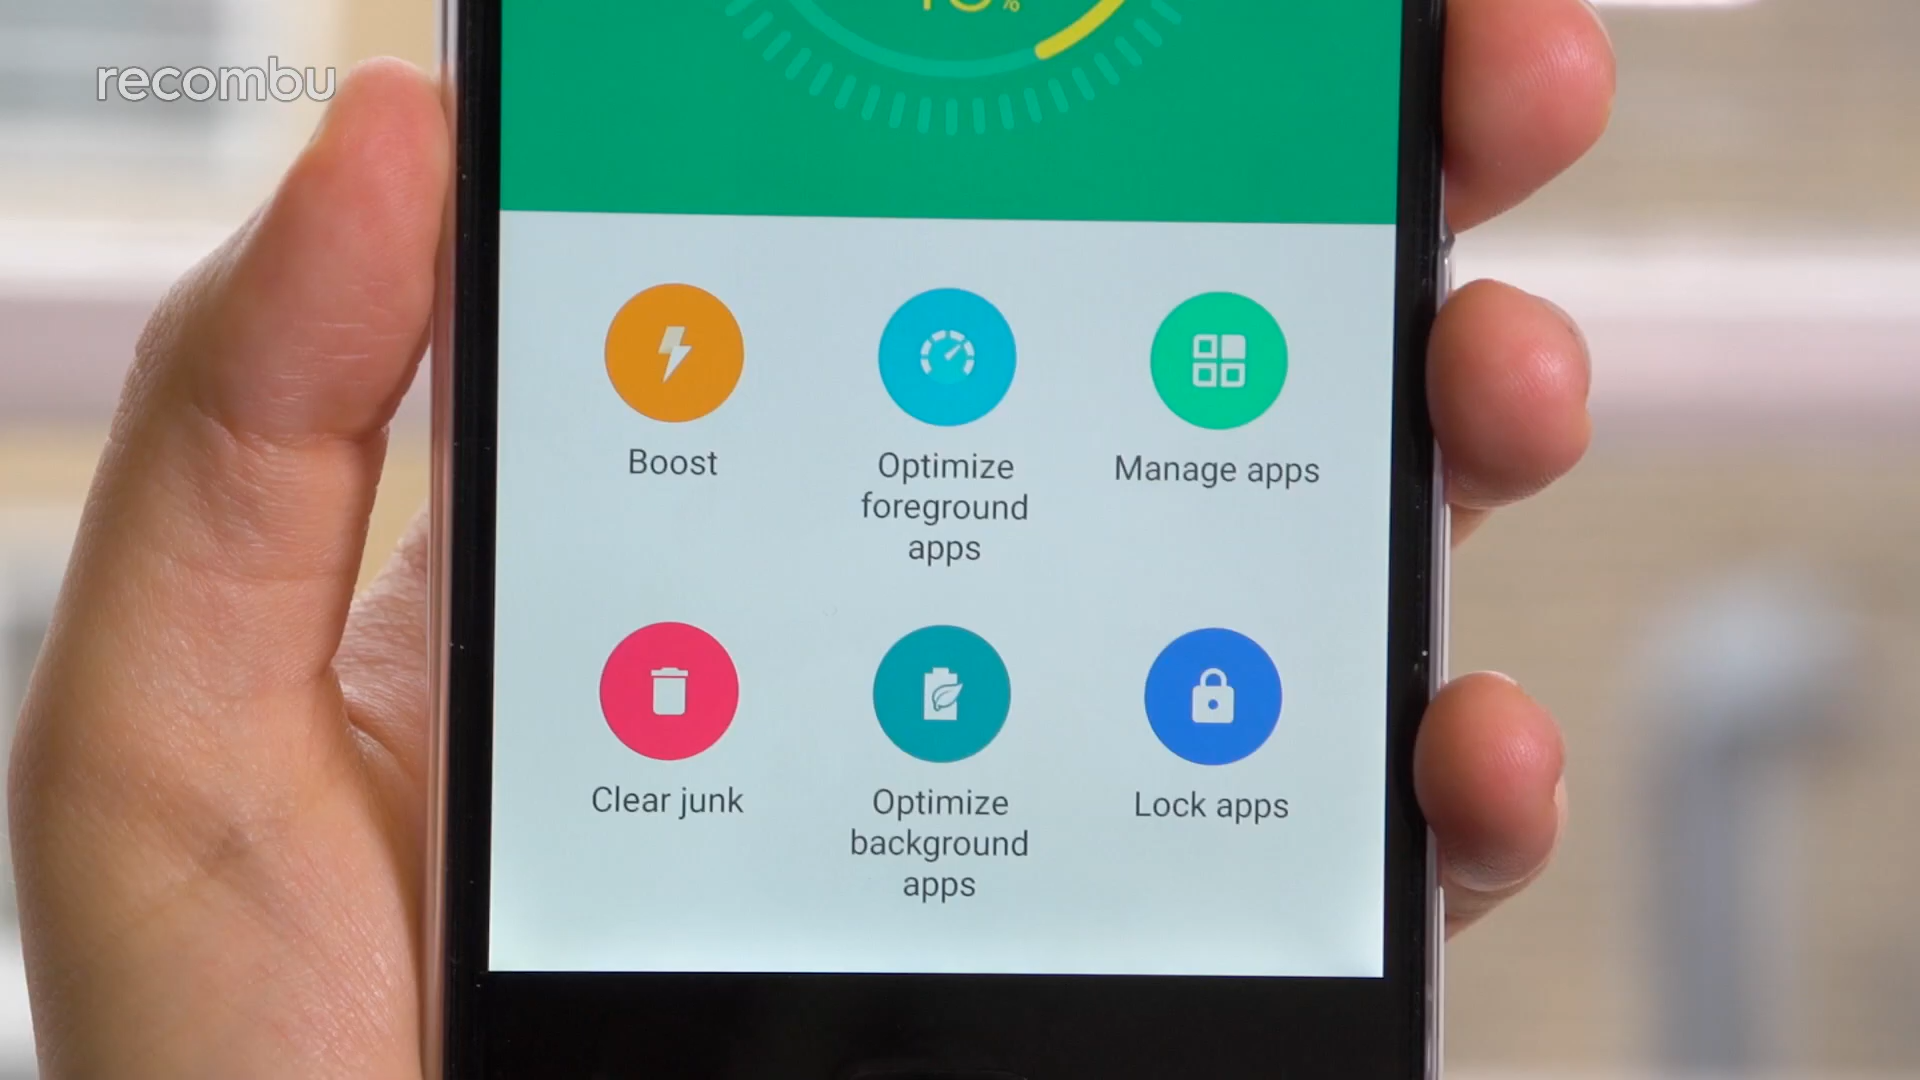 recombu
%
Boost
Optimize
foreground
apps
Manage apps
Clear junk
Optimize
background
apps
Lock apps